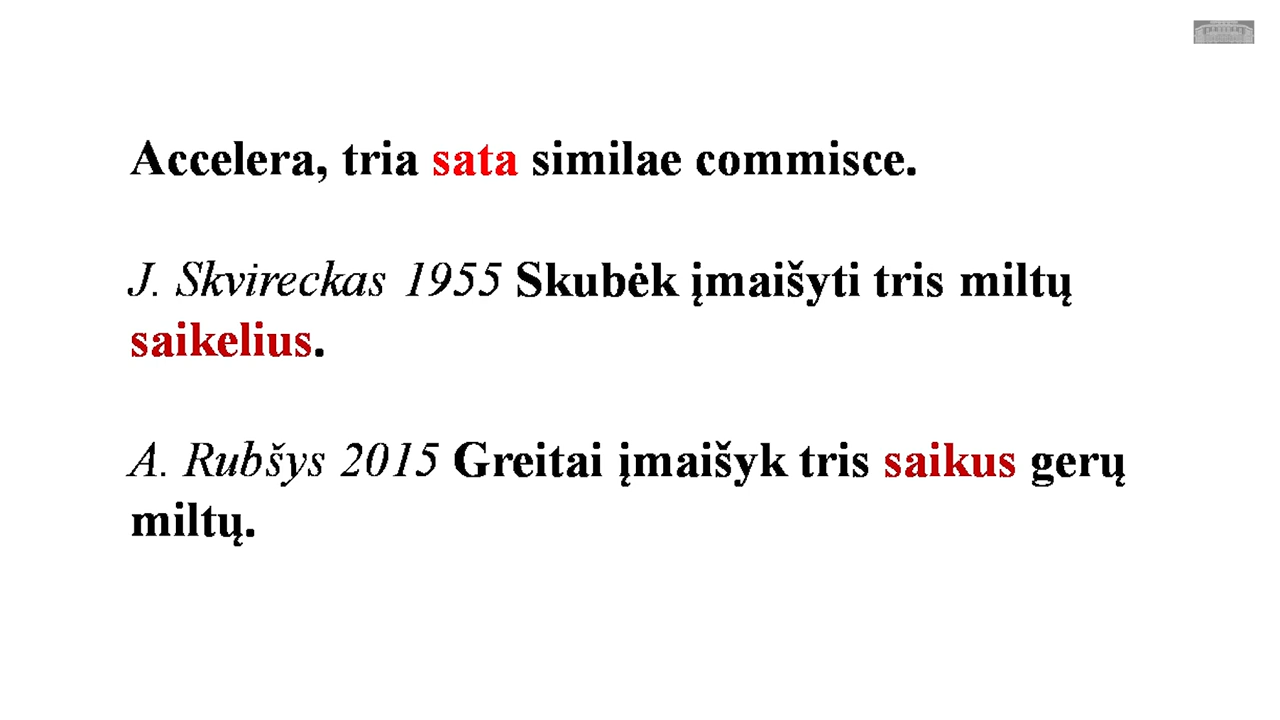 Accelera, tria sata similae commisce.
J. Skvireckas 1955 Skubėk įmaišyti tris miltų
saikelius.
A. Rubšys 2015 Greitai įmaišyk tris saikus gerų
miltų.